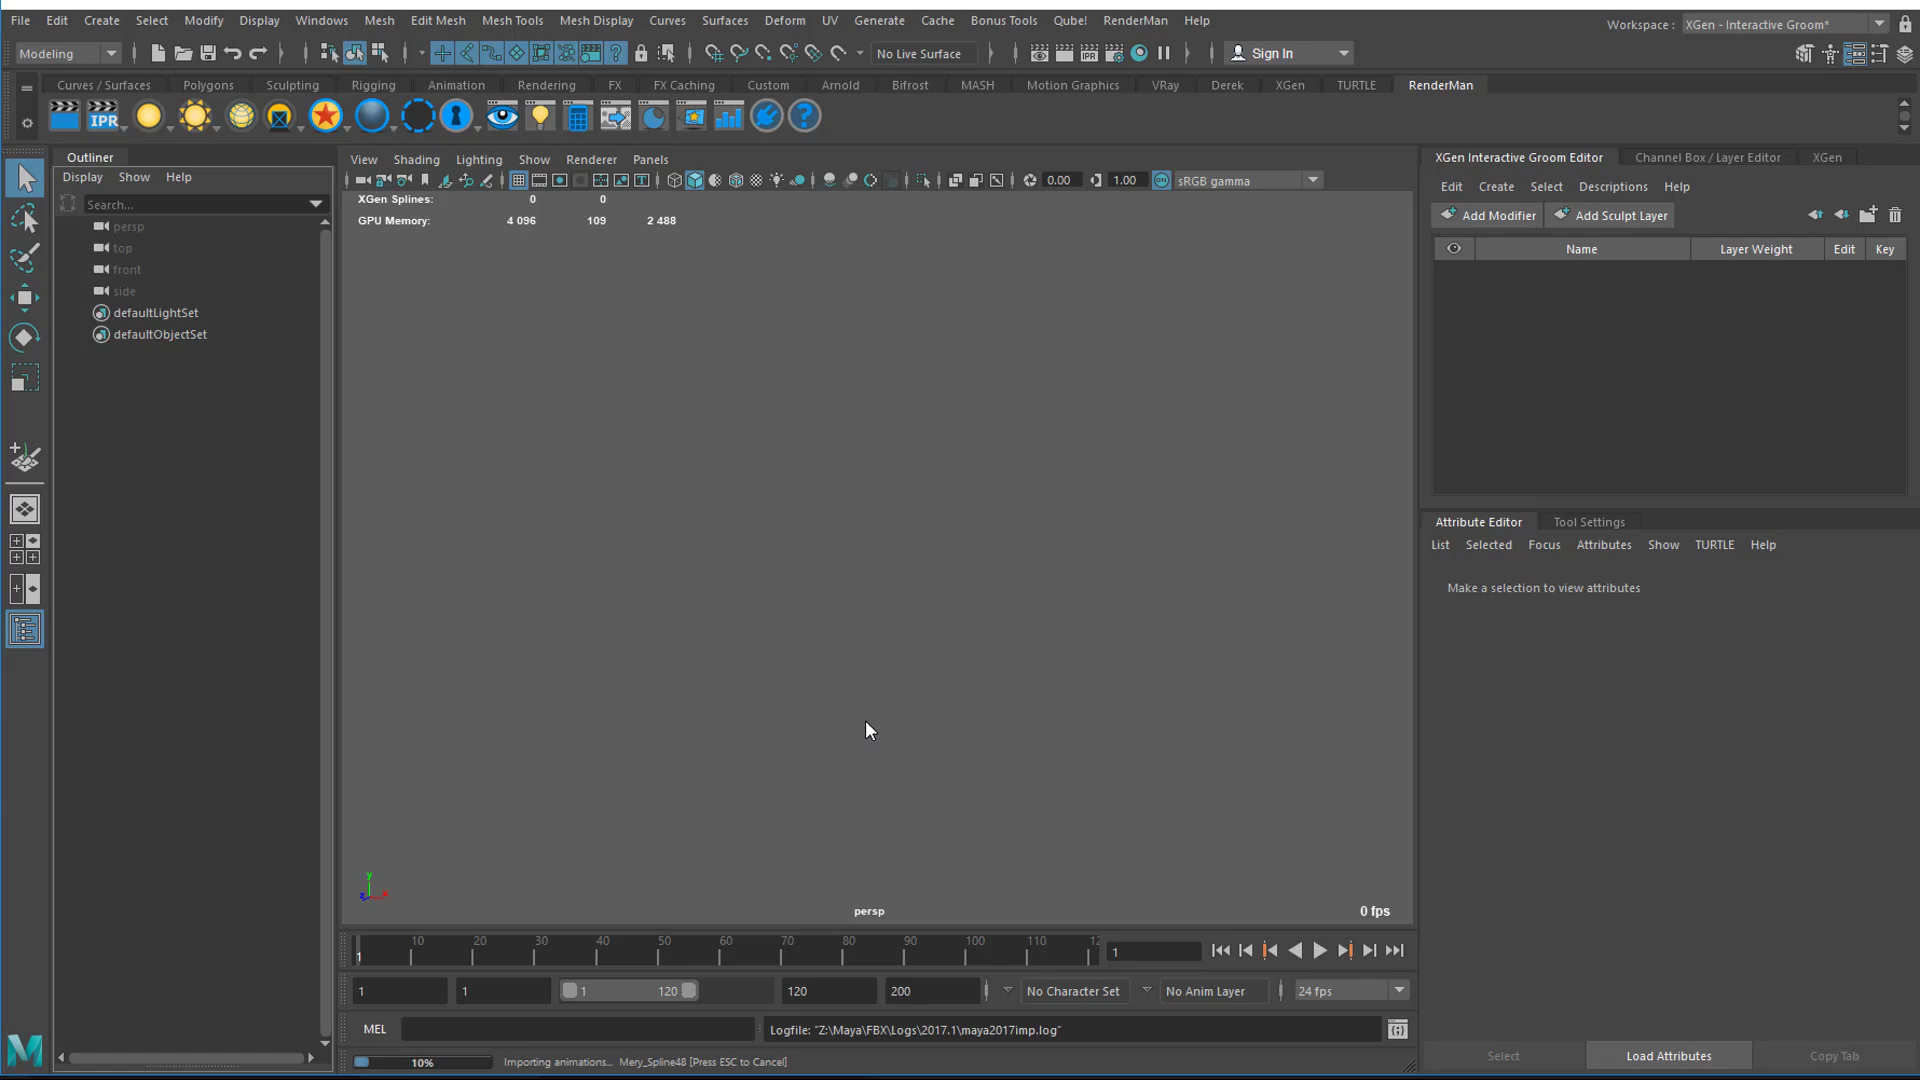 File Edit Create Select Modify Display Windows Mesh Edit Mesh Mesh Tools Mesh Display Curves Surfaces Deform UV Generate Cache Bonus Tools Qube! RenderMan Help
Workspace : XGen - Interactive Groom*
Modeling
No Live Surface
Sign In
Curves / Surfaces Polygons Sculpting Rigging Animation Rendering FX FX Caching Custom Arnold Bifrost MASH Motion Graphics VRay Derek XGen TURTLE RenderMan
IPR
Outliner
Display Show Help
Search...
persp
top
front
side
defaultLightSet
defaultObjectSet
View Shading Lighting Show Renderer Panels
0.00 1.00 ON sRGB gamma
XGen Splines: 0 0
GPU Memory: 4 096 109 2 488
y
z x
persp
0 fps
XGen Interactive Groom Editor Channel Box / Layer Editor XGen
Edit Create Select Descriptions Help
Add Modifier Add Sculpt Layer
Name Layer Weight Edit Key
Attribute Editor Tool Settings
List Selected Focus Attributes Show TURTLE Help
Make a selection to view attributes
10 20 30 40 50 60 70 80 90 100 110 12
1
1
1 1 1 120 120 200 No Character Set No Anim Layer 24 fps
MEL
Logfile: "Z:\Maya\FBX\Logs\2017.1\maya2017imp.log"
10%
Importing animations... Mery_Spline48 [Press ESC to Cancel]
Select Load Attributes Copy Tab